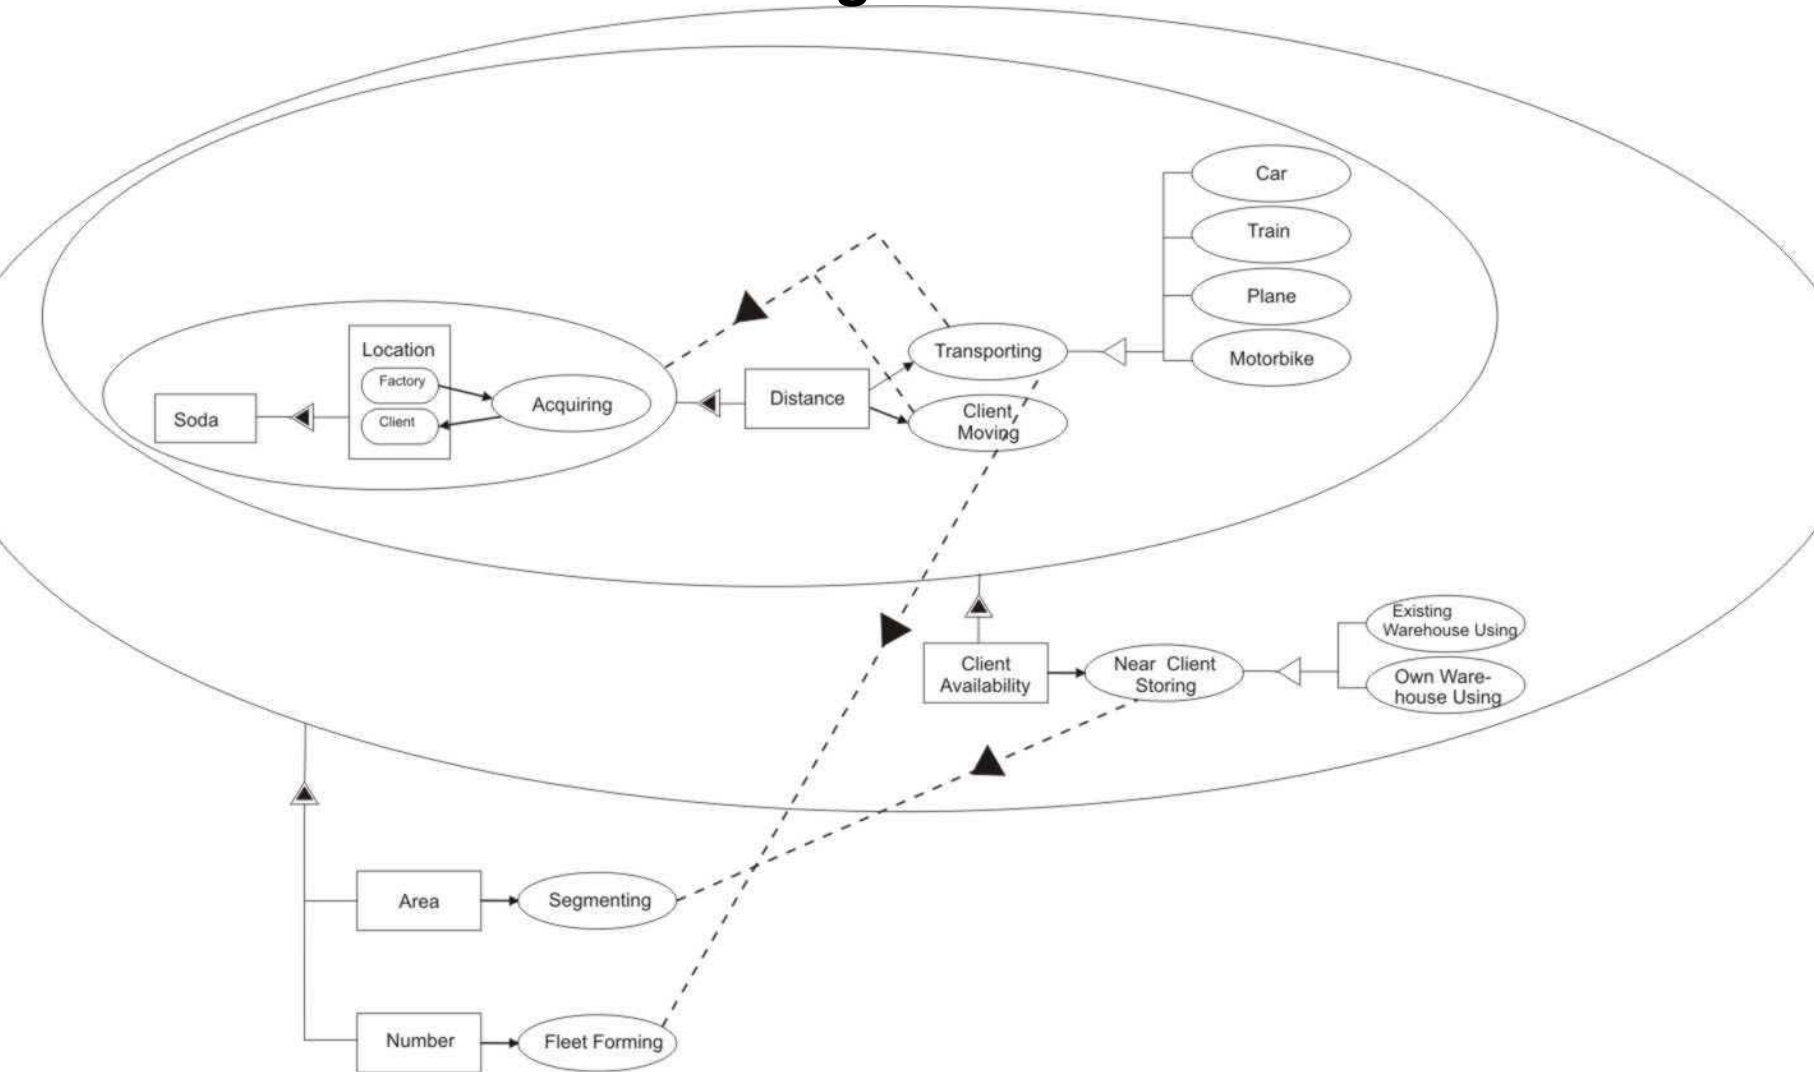 Car
Train
Plane
Motorbike
Location
Factory
Client
Soda
Acquiring
Distance
Transporting
Client
Moving
Existing
Warehouse Using
Own Ware-
house Using
Client
Availability
Near Client
Storing
Area
Segmenting
Number
Fleet Forming